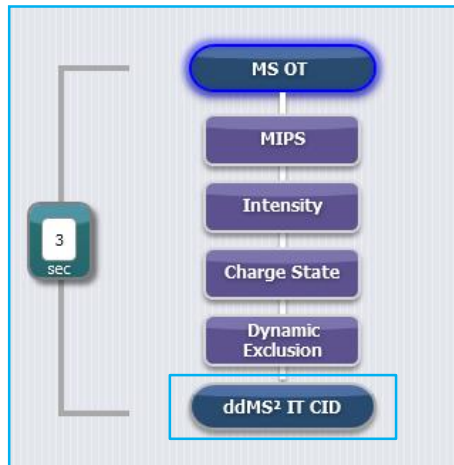 MS OT
MIPS
Intensity
3
sec
Charge State
Dynamic
Exclusion
ddMS² IT CID